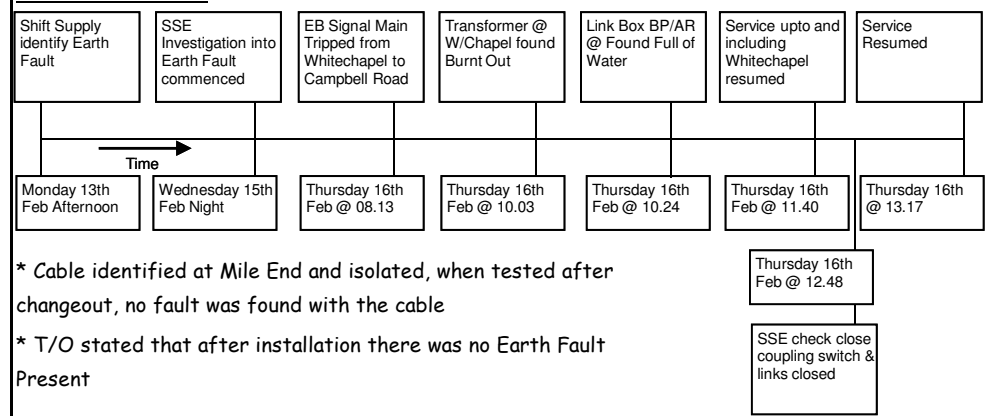 Shift Supply
identify Earth
Fault
SSE
Investigation into
Earth Fault
commenced
EB Signal Main
Tripped from
Whitechapel to
Campbell Road
Transformer @
W/Chapel found
Burnt Out
Link Box BP/AR
@ Found Full of
Water
Service upto and
including
Whitechapel
resumed
Service
Resumed
Time
Monday 13th
Feb Afternoon
Wednesday 15th
Feb Night
Thursday 16th
Feb @ 08.13
Thursday 16th
Feb @ 10.03
Thursday 16th
Feb @ 10.24
Thursday 16th
Feb @ 11.40
Thursday 16th
@ 13.17
Thursday 16th
Feb @ 12.48
SSE check close
coupling switch &
links closed
* Cable identified at Mile End and isolated, when tested after
changeout, no fault was found with the cable
* T/O stated that after installation there was no Earth Fault
Present